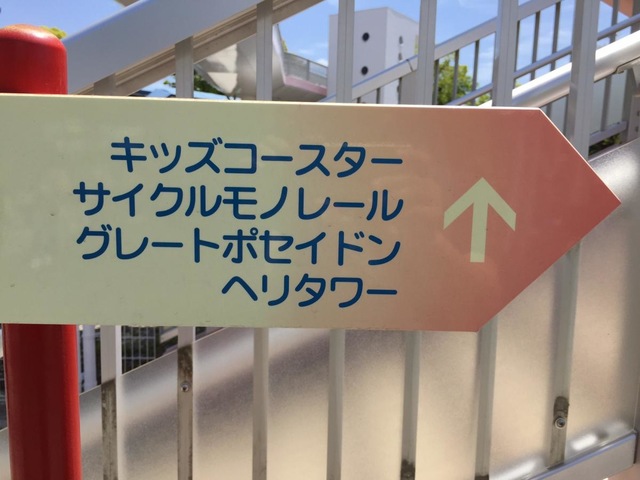 キッズコースター
サイクルモノレール
グレートポセイドン
ヘリタワー